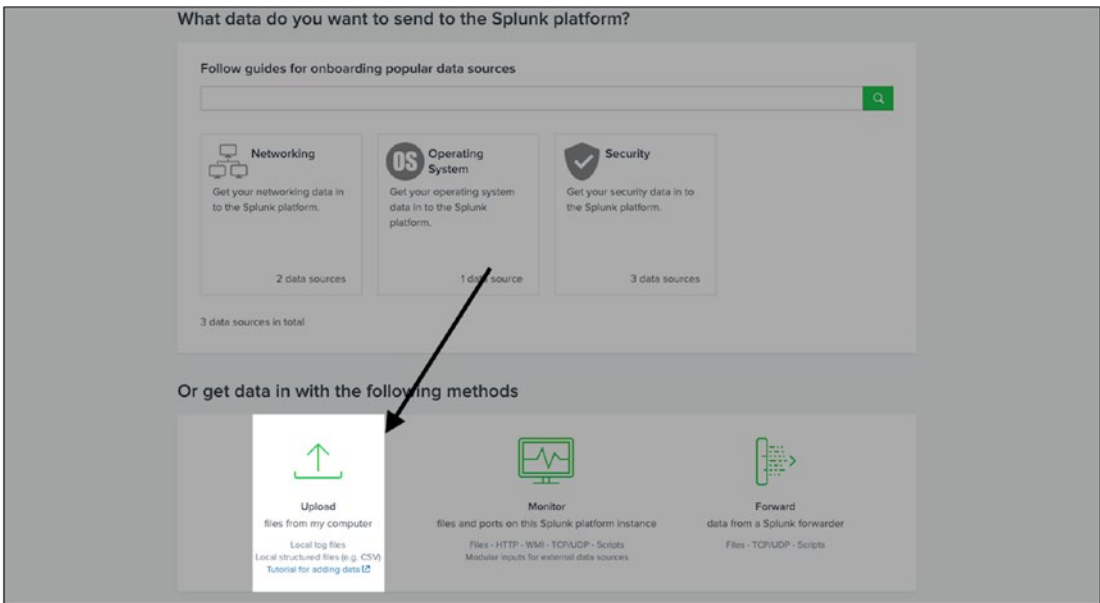 What data do you want to send to the Splunk platform?
Follow guides for onboarding popular data sources
Networking
Get your networking data in
to the Splunk platform.
2 data sources
OS
Operating
System
Get your operating system
data in to the Splunk
platform.
1 data source
Security
Get your security data in to
the Splunk platform.
3 data sources
3 data sources in total
Or get data in with the following methods
Upload
files from my computer
Local log files
Local structured files (e.g. CSV)
Tutorial for adding data
Monitor
files and ports on this Splunk platform instance
Files - HTTP - WMI - TCP/UDP - Scripts
Modular inputs for external data sources
Forward
data from a Splunk forwarder
Files - TCP/UDP - Scripts